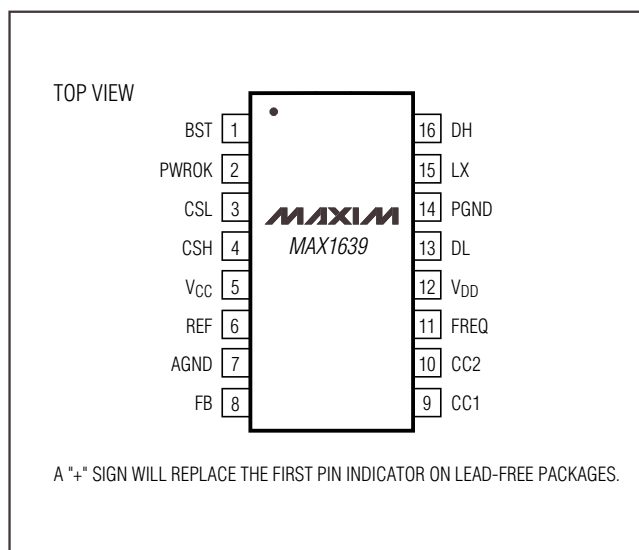 TOP VIEW
BST 1
PWROK 2
CSL 3
CSH 4
VCC 5
REF 6
AGND 7
FB 8
MAXIM
MAX1639
16 DH
15 LX
14 PGND
13 DL
12 VDD
11 FREQ
10 CC2
9 CC1
A "+" SIGN WILL REPLACE THE FIRST PIN INDICATOR ON LEAD-FREE PACKAGES.